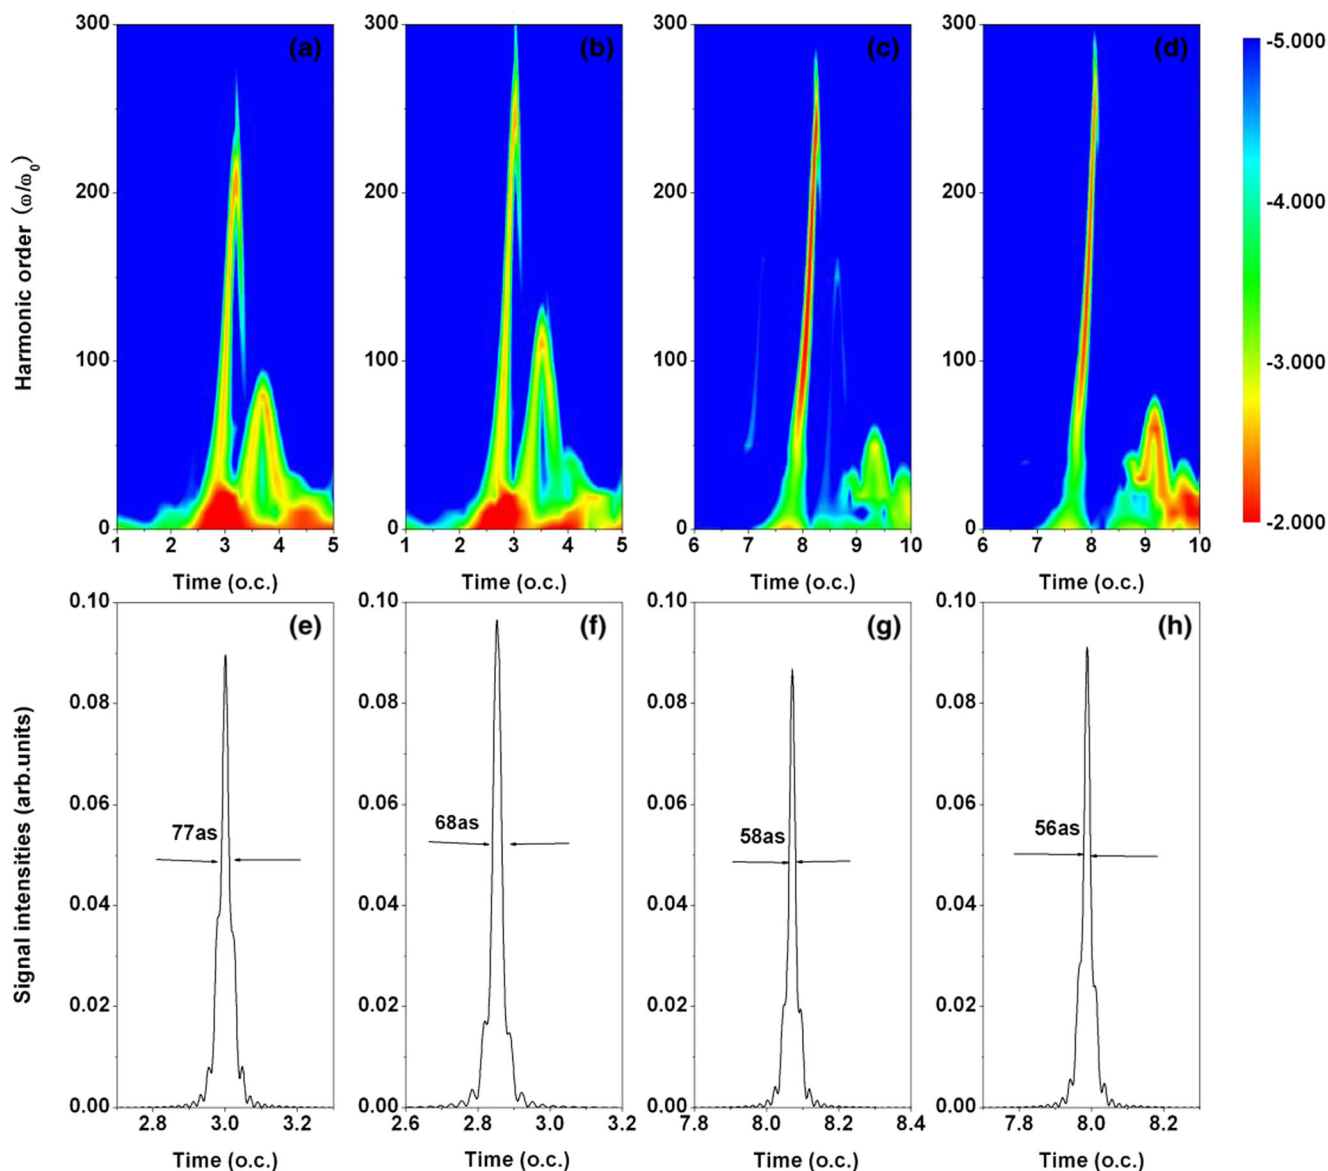 (a) (b) (c) (d)
Harmonic order (ω/ω0)
300 300 300 300
200 200 200 200
100 100 100 100
0 0 0 0
1 2 3 4 5 1 2 3 4 5 6 7 8 9 10 6 7 8 9 10
Time (o.c.) Time (o.c.) Time (o.c.) Time (o.c.)
-5.000
-4.000
-3.000
-2.000
(e) (f) (g) (h)
Signal intensities (arb.units)
0.10 0.10 0.10 0.10
0.08 0.08 0.08 0.08
0.06 0.06 0.06 0.06
77as 68as 58as 56as
0.04 0.04 0.04 0.04
0.02 0.02 0.02 0.02
0.00 0.00 0.00 0.00
2.8 3.0 3.2 2.6 2.8 3.0 3.2 7.8 8.0 8.2 8.4 7.8 8.0 8.2
Time (o.c.) Time (o.c.) Time (o.c.) Time (o.c.)